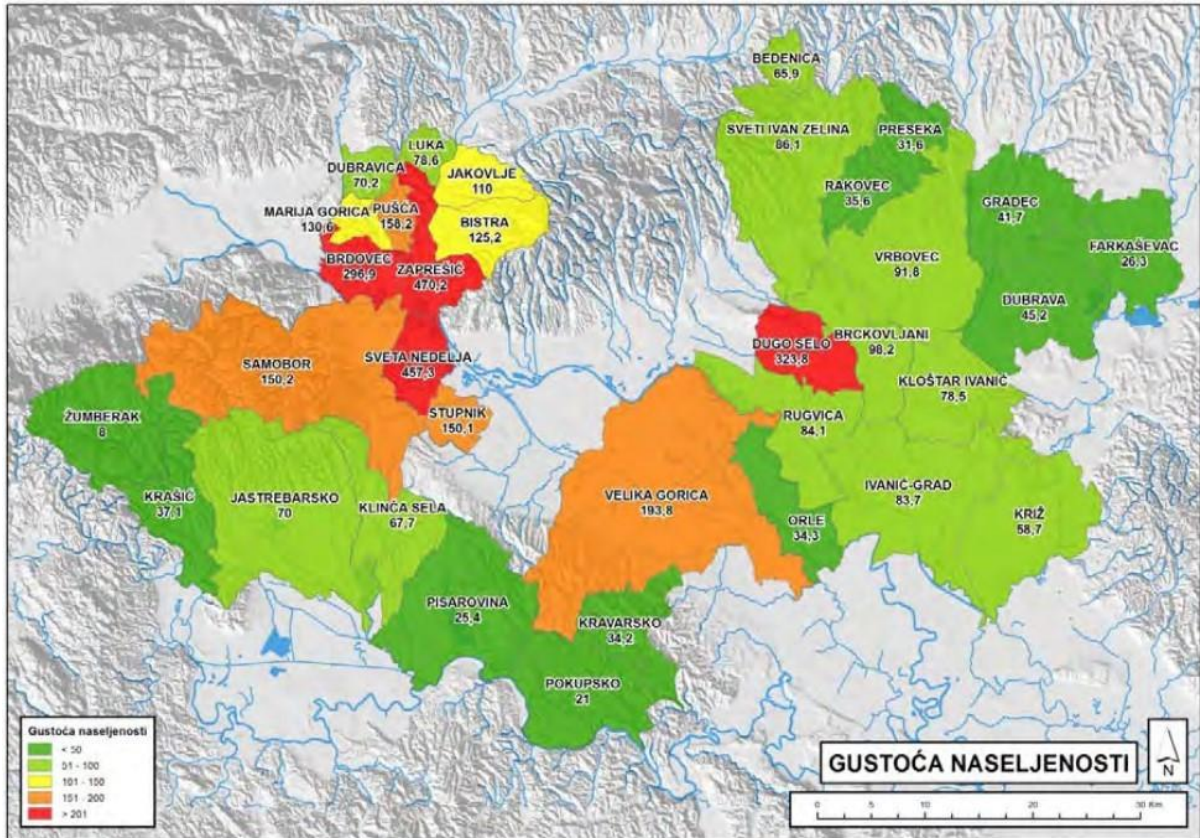 BEDENICA
65,9
SVETI IVAN ZELINA
86,1
PRESEKA
31,6
RAKOVEC
35,6
GRADEC
41,7
FARKAŠEVAC
26,3
VRBOVEC
91,8
DUBRAVA
45,2
LUKA
78,6
DUBRAVICA
70,2
JAKOVLJE
110
MARIJA GORICA
130,6
PUŠĆA
158,2
BISTRA
125,2
BRDOVEC
296,9
ZAPREŠIĆ
470,2
DUGO SELO
323,8
BRCKOVLJANI
98,2
KLOŠTAR IVANIĆ
78,5
SAMOBOR
150,2
SVETA NEDELJA
457,3
STUPNIK
150,1
RUGVICA
84,1
ŽUMBERAK
8
KRAŠIĆ
37,1
JASTREBARSKO
70
KLINČA SELA
67,7
VELIKA GORICA
193,8
ORLE
34,3
IVANIĆ-GRAD
83,7
KRIŽ
58,7
PISAROVINA
25,4
KRAVARSKO
34,2
POKUPSKO
21
Gustoća naseljenosti
< 50
51 - 100
101 - 150
151 - 200
> 201
GUSTOĆA NASELJENOSTI
N
0 5 10 20 30 Km